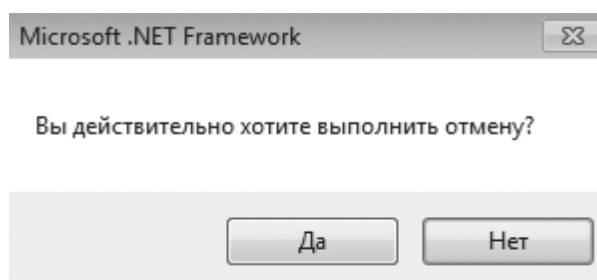 Microsoft .NET Framework
Вы действительно хотите выполнить отмену?
Да Нет